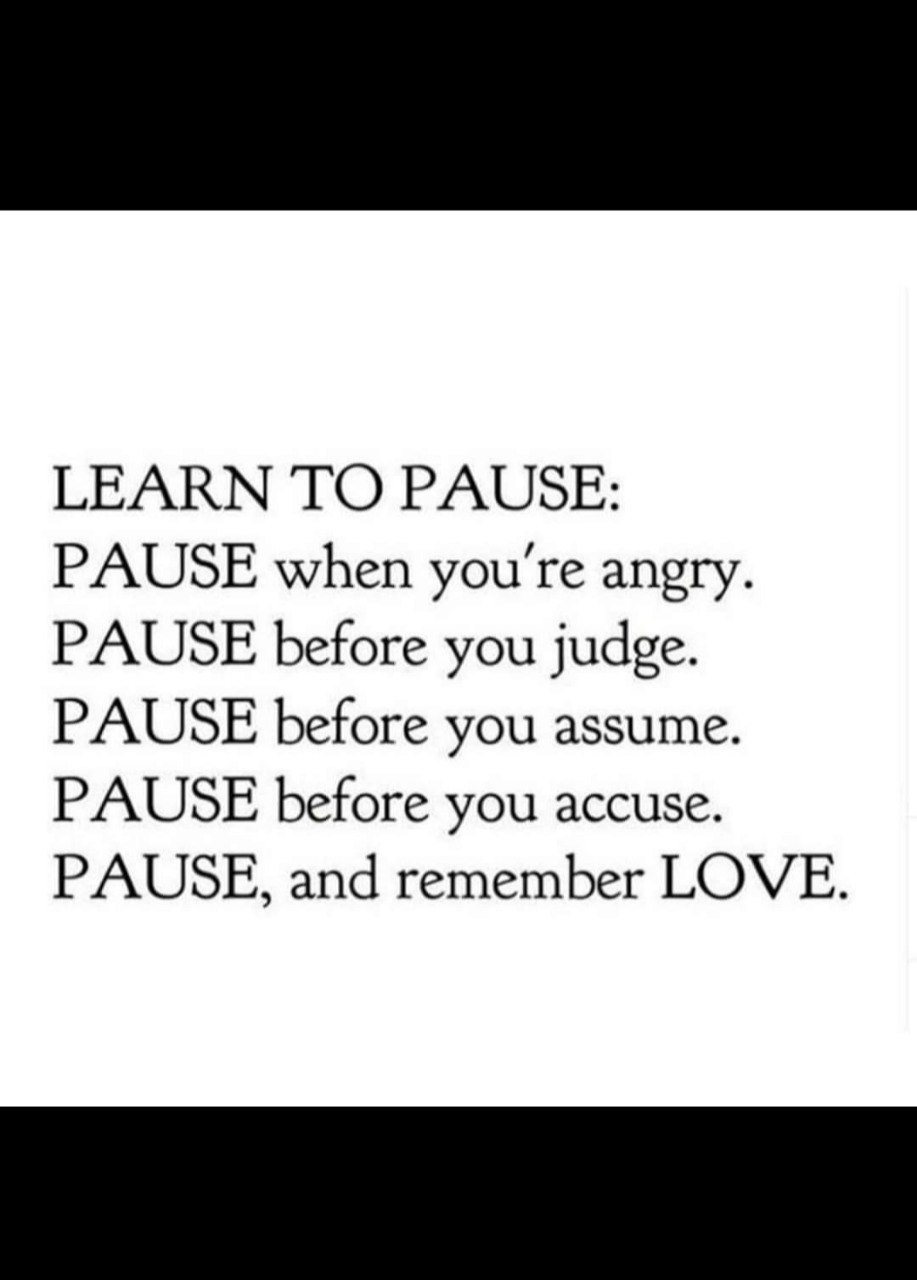 LEARN TO PAUSE:
PAUSE when you're angry.
PAUSE before you judge.
PAUSE before you assume.
PAUSE before you accuse.
PAUSE, and remember LOVE.